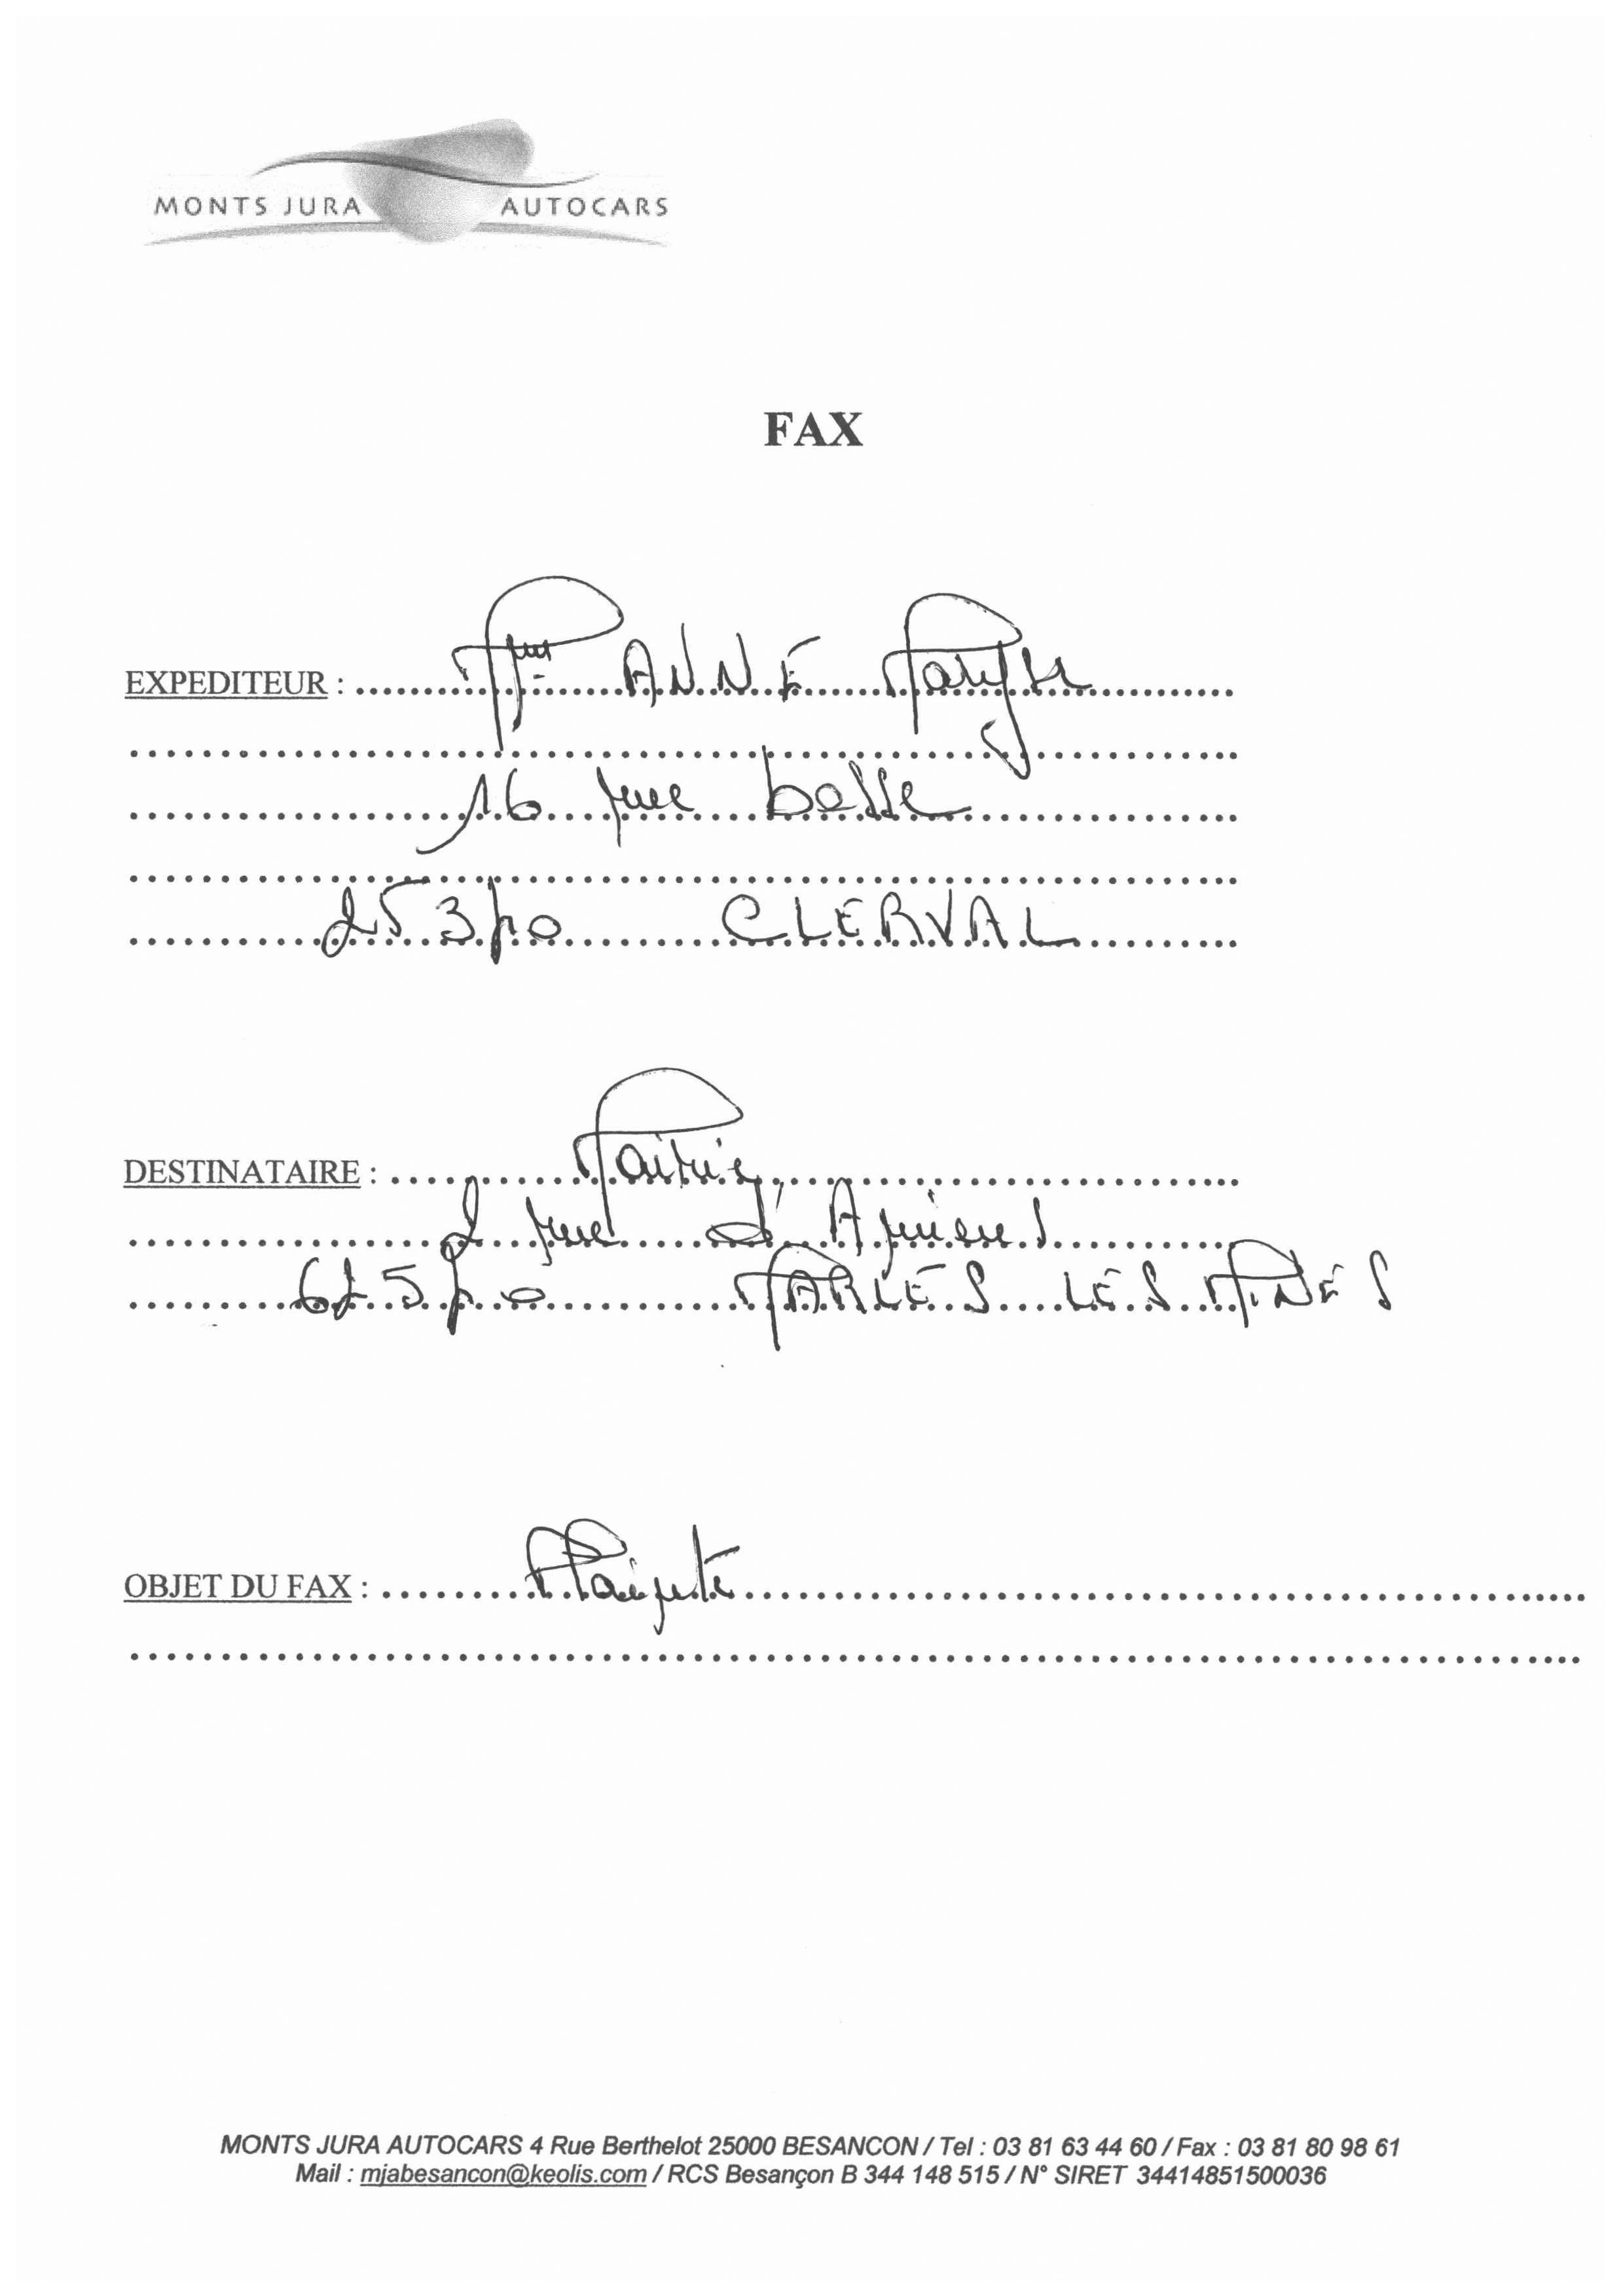 MONTS JURA AUTOCARS
FAX
EXPEDITEUR : Mme ANNE Maryse
16 rue basse
25340 CLERVAL
DESTINATAIRE : Mairie,
2 rue d'Amiens
62540 MARLES LES MINES
OBJET DU FAX : Plainte
MONTS JURA AUTOCARS 4 Rue Berthelot 25000 BESANCON / Tel : 03 81 63 44 60 / Fax : 03 81 80 98 61
Mail : mjabesancon@keolis.com / RCS Besançon B 344 148 515 / N° SIRET 34414851500036